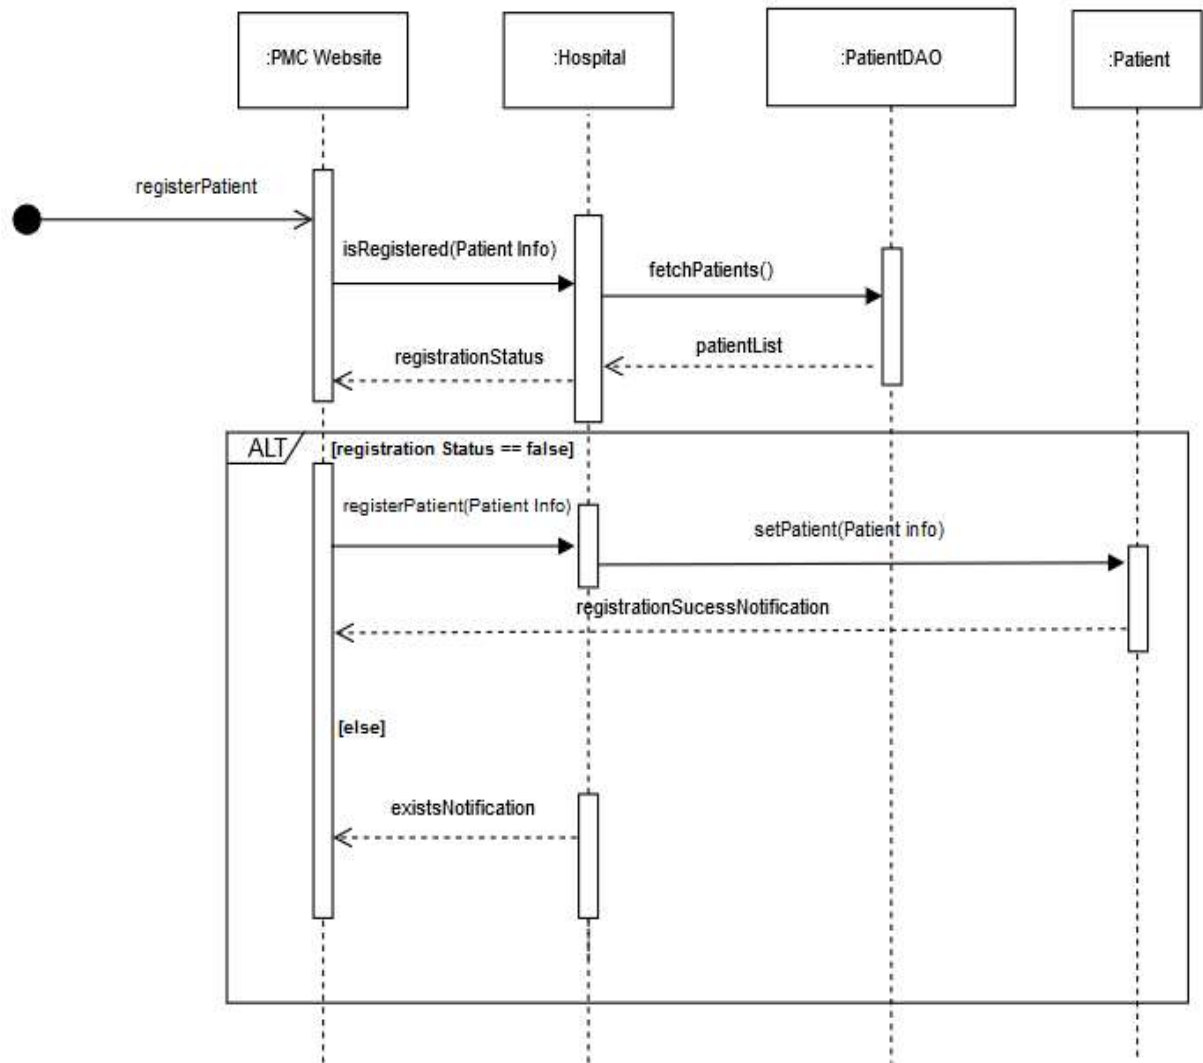 :PMC Website
:Hospital
:PatientDAO
:Patient
registerPatient
isRegistered(Patient Info)
fetchPatients()
patientList
registrationStatus
ALT
[registration Status == false]
registerPatient(Patient Info)
setPatient(Patient info)
registrationSucessNotification
[else]
existsNotification